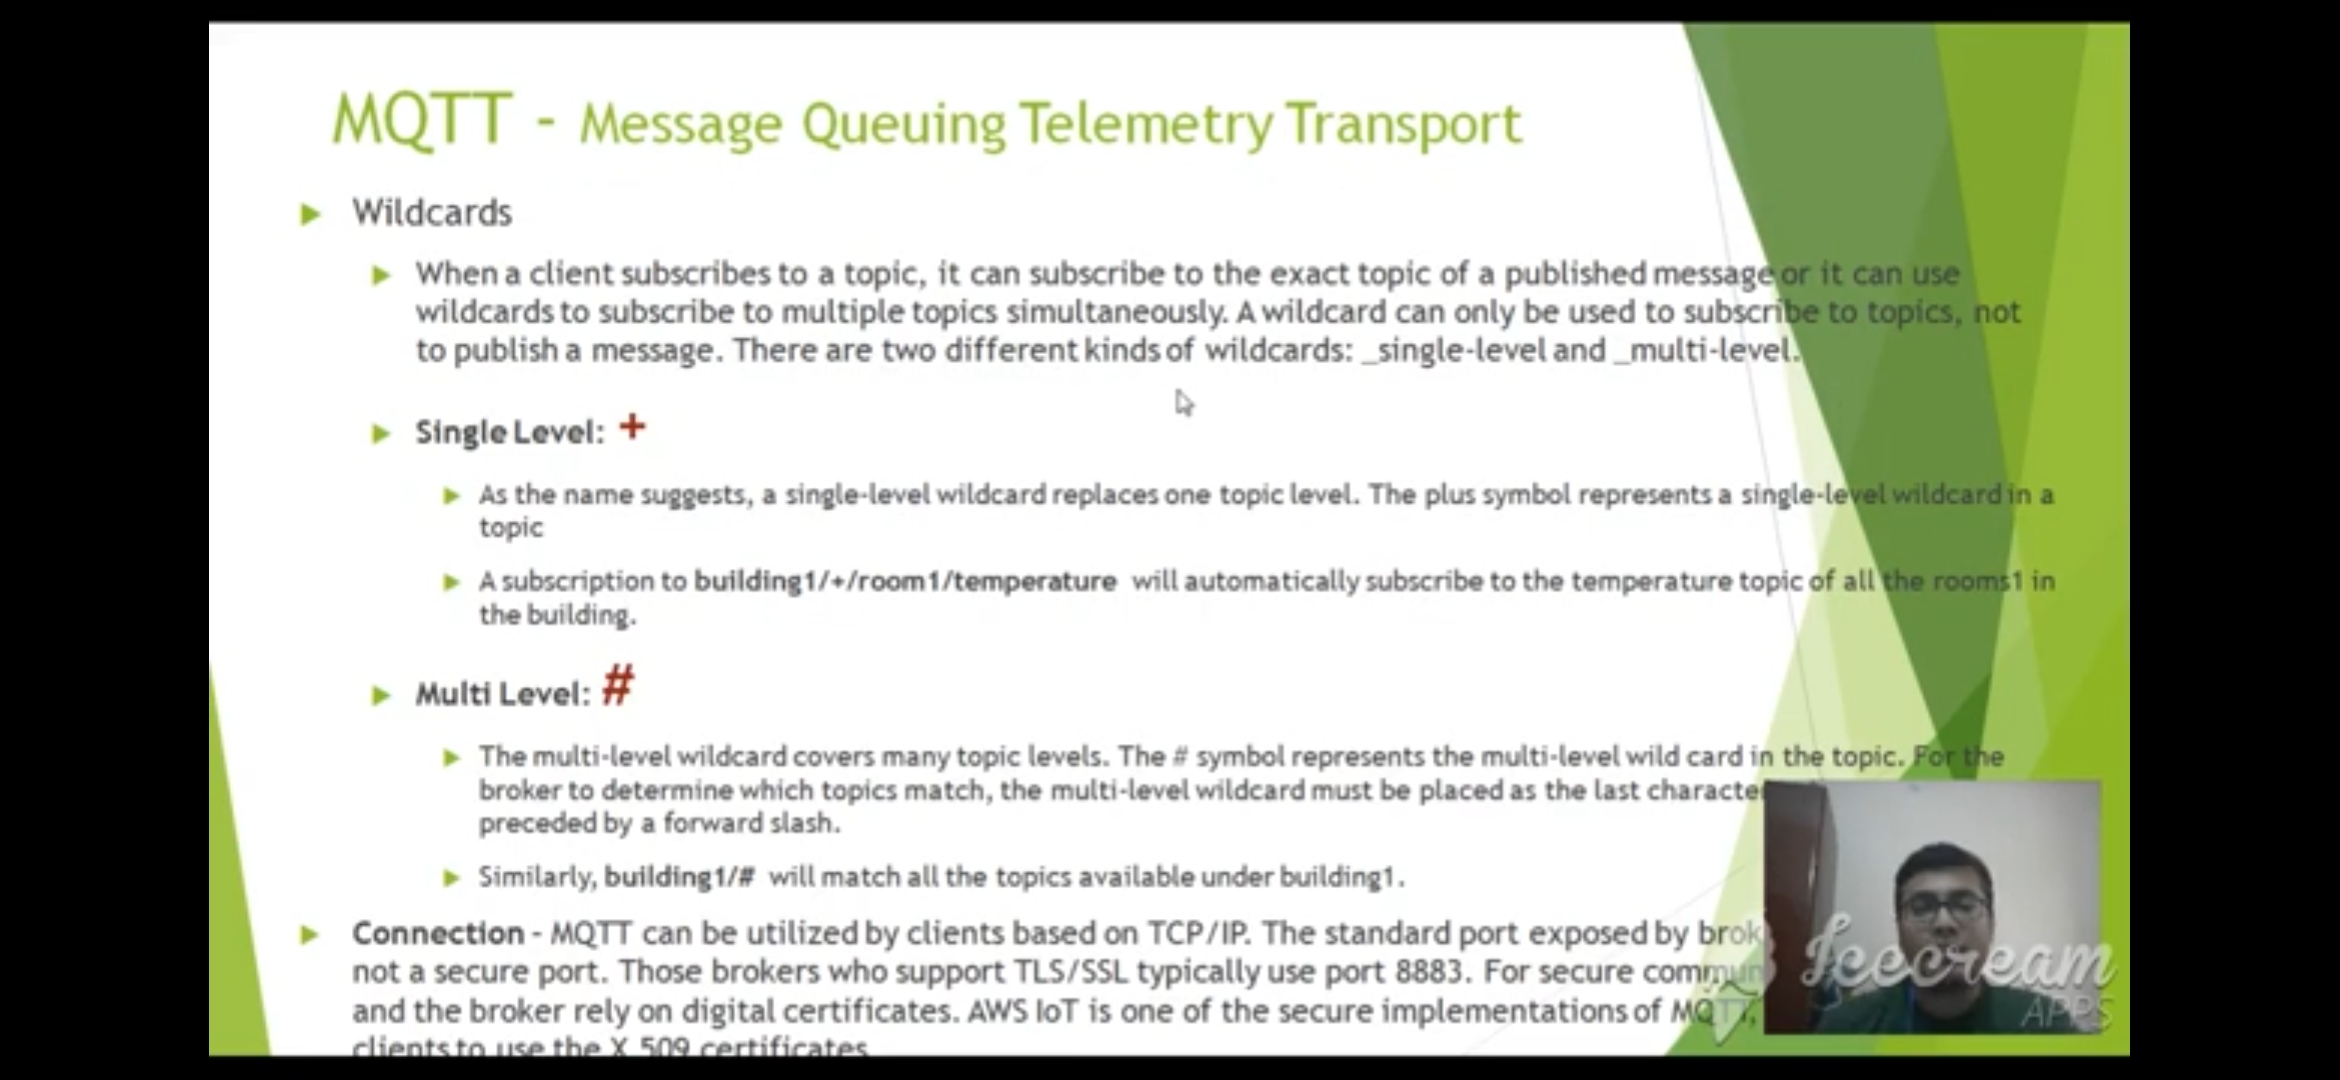 MQTT - Message Queuing Telemetry Transport
Wildcards
When a client subscribes to a topic, it can subscribe to the exact topic of a published message or it can use
wildcards to subscribe to multiple topics simultaneously. A wildcard can only be used to subscribe to topics, not
to publish a message. There are two different kinds of wildcards: _single-level and _multi-level.
Single Level: +
As the name suggests, a single-level wildcard replaces one topic level. The plus symbol represents a single-level wildcard in a
topic
A subscription to building1/+/room1/temperature will automatically subscribe to the temperature topic of all the rooms1 in
the building.
Multi Level: #
The multi-level wildcard covers many topic levels. The # symbol represents the multi-level wild card in the topic. For the
broker to determine which topics match, the multi-level wildcard must be placed as the last
preceded by a forward slash.
Similarly, building1/# will match all the topics available under building1.
Connection - MQTT can be utilized by clients based on TCP/IP. The standard port exposed by
not a secure port. Those brokers who support TLS/SSL typically use port 8883. For secure
and the broker rely on digital certificates. AWS IoT is one of the secure implementations of MQTT,
clients to use the X.509 certificates
Icecream
APPS